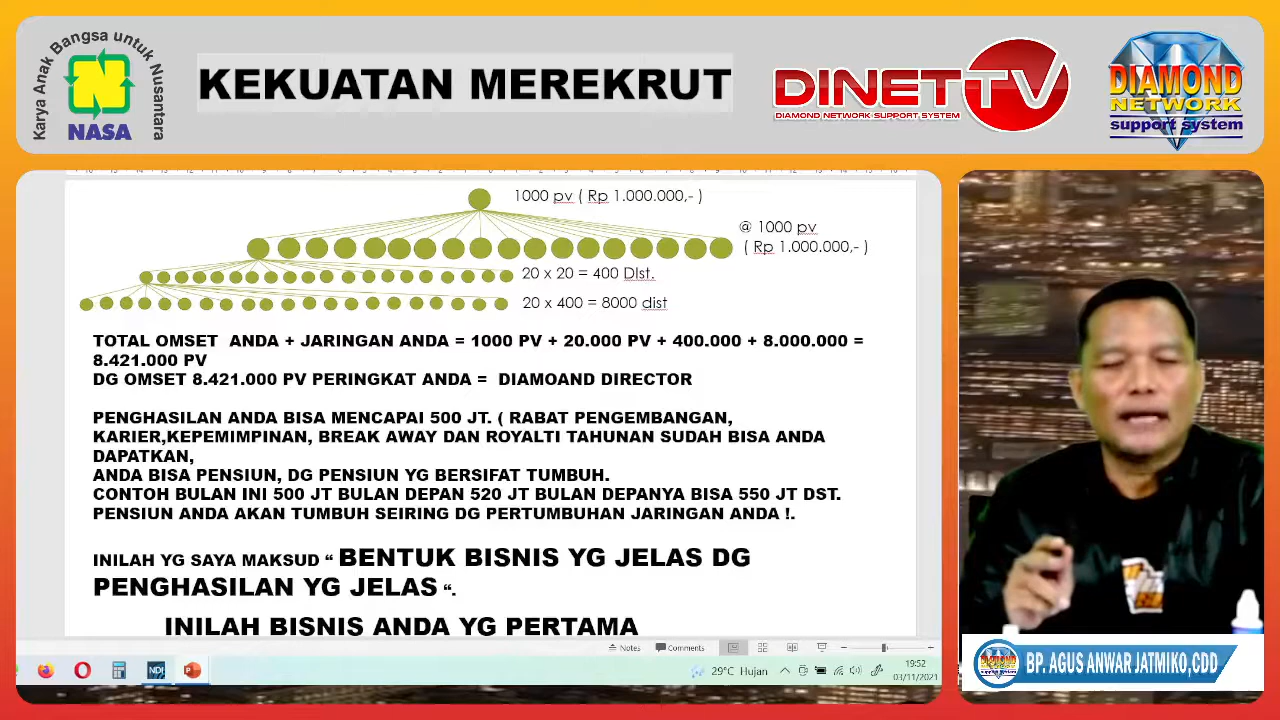 Karya Anak Bangsa untuk Nusantara
N
NASA
KEKUATAN MEREKRUT
DINET TV
DIAMOND NETWORK SUPPORT SYSTEM
DIAMOND
NETWORK
support system
1000 pv ( Rp 1.000.000,- )
@ 1000 pv
( Rp 1.000.000,- )
20 x 20 = 400 DIst.
20 x 400 = 8000 dist
TOTAL OMSET ANDA + JARINGAN ANDA = 1000 PV + 20.000 PV + 400.000 + 8.000.000 =
8.421.000 PV
DG OMSET 8.421.000 PV PERINGKAT ANDA = DIAMOAND DIRECTOR
PENGHASILAN ANDA BISA MENCAPAI 500 JT. ( RABAT PENGEMBANGAN,
KARIER,KEPEMIMPINAN, BREAK AWAY DAN ROYALTI TAHUNAN SUDAH BISA ANDA
DAPATKAN,
ANDA BISA PENSIUN, DG PENSIUN YG BERSIFAT TUMBUH.
CONTOH BULAN INI 500 JT BULAN DEPAN 520 JT BULAN DEPANYA BISA 550 JT DST.
PENSIUN ANDA AKAN TUMBUH SEIRING DG PERTUMBUHAN JARINGAN ANDA !.
INILAH YG SAYA MAKSUD “ BENTUK BISNIS YG JELAS DG
PENGHASILAN YG JELAS “.
INILAH BISNIS ANDA YG PERTAMA
Notes
Comments
NDI
29°C Hujan
19:52
03/11/2021
BP. AGUS ANWAR JATMIKO,CDD